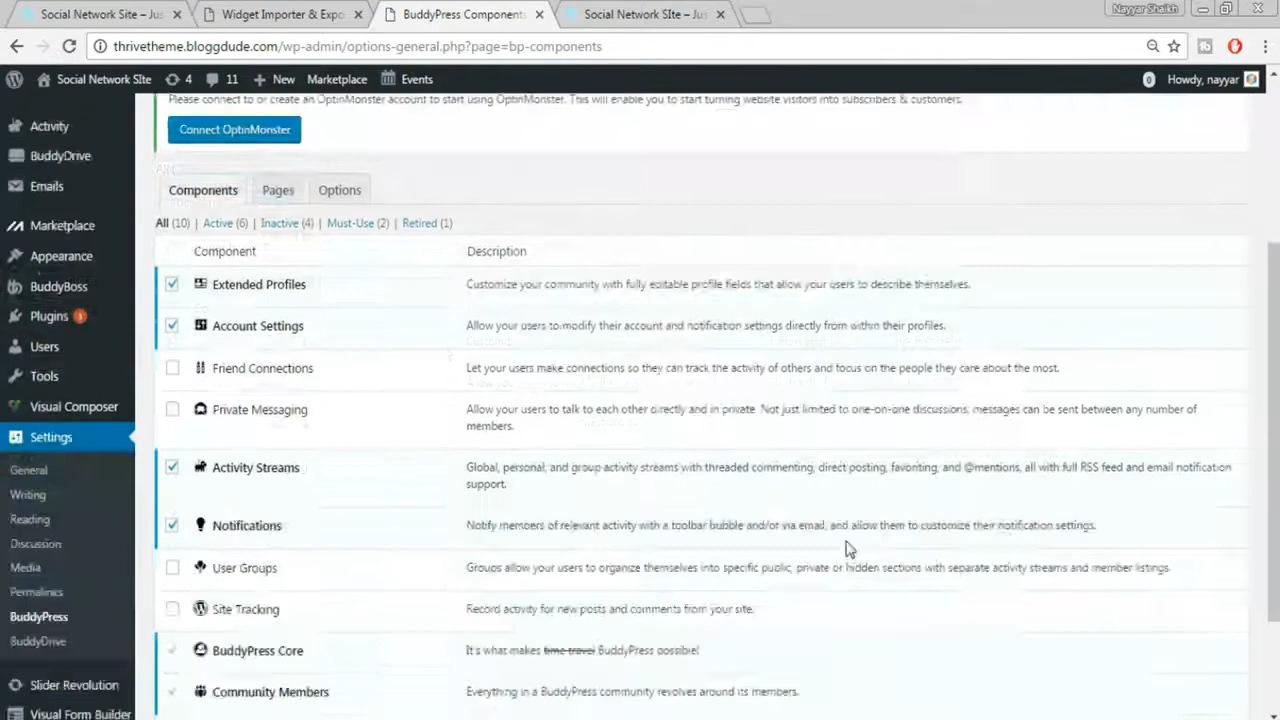 Social Network Site – Jus
Widget Importer & Expo
BuddyPress Components
Social Network SIte – Jus
Nayyar Shaikh
thrivetheme.bloggdude.com/wp-admin/options-general.php?page=bp-components
Social Network SIte
4
11
New
Marketplace
Events
0
Howdy, nayyar
Please connect to or create an OptinMonster account to start using OptinMonster. This will enable you to start turning website visitors into subscribers & customers.
Connect OptinMonster
Activity
BuddyDrive
Emails
Marketplace
Appearance
BuddyBoss
Plugins 1
Users
Tools
Visual Composer
Settings
General
Writing
Reading
Discussion
Media
Permalinks
BuddyPress
BuddyDrive
Slider Revolution
Visual Form Builder
Components
Pages
Options
All (10) | Active (6) | Inactive (4) | Must-Use (2) | Retired (1)
Component Description
Extended Profiles Customize your community with fully editable profile fields that allow your users to describe themselves.
Account Settings Allow your users to modify their account and notification settings directly from within their profiles.
Friend Connections Let your users make connections so they can track the activity of others and focus on the people they care about the most.
Private Messaging Allow your users to talk to each other directly and in private. Not just limited to one-on-one discussions, messages can be sent between any number of
members.
Activity Streams Global, personal, and group activity streams with threaded commenting, direct posting, favoriting, and @mentions, all with full RSS feed and email notification
support.
Notifications Notify members of relevant activity with a toolbar bubble and/or via email, and allow them to customize their notification settings.
User Groups Groups allow your users to organize themselves into specific public, private or hidden sections with separate activity streams and member listings.
Site Tracking Record activity for new posts and comments from your site.
BuddyPress Core It's what makes time travel BuddyPress possible!
Community Members Everything in a BuddyPress community revolves around its members.